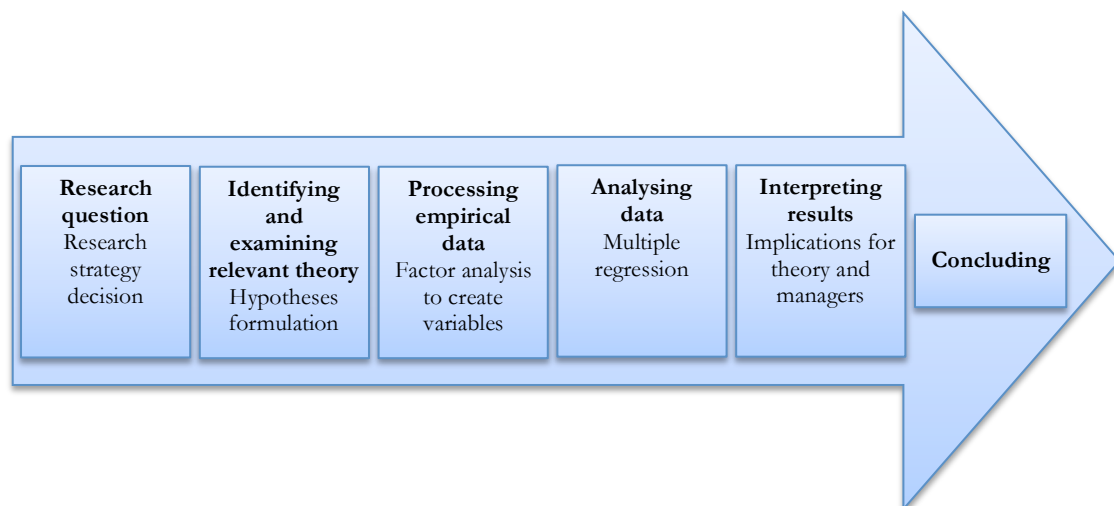 Research
question
Research
strategy
decision
Identifying
and
examining
relevant theory
Hypotheses
formulation
Processing
empirical
data
Factor analysis
to create
variables
Analysing
data
Multiple
regression
Interpreting
results
Implications for
theory and
managers
Concluding